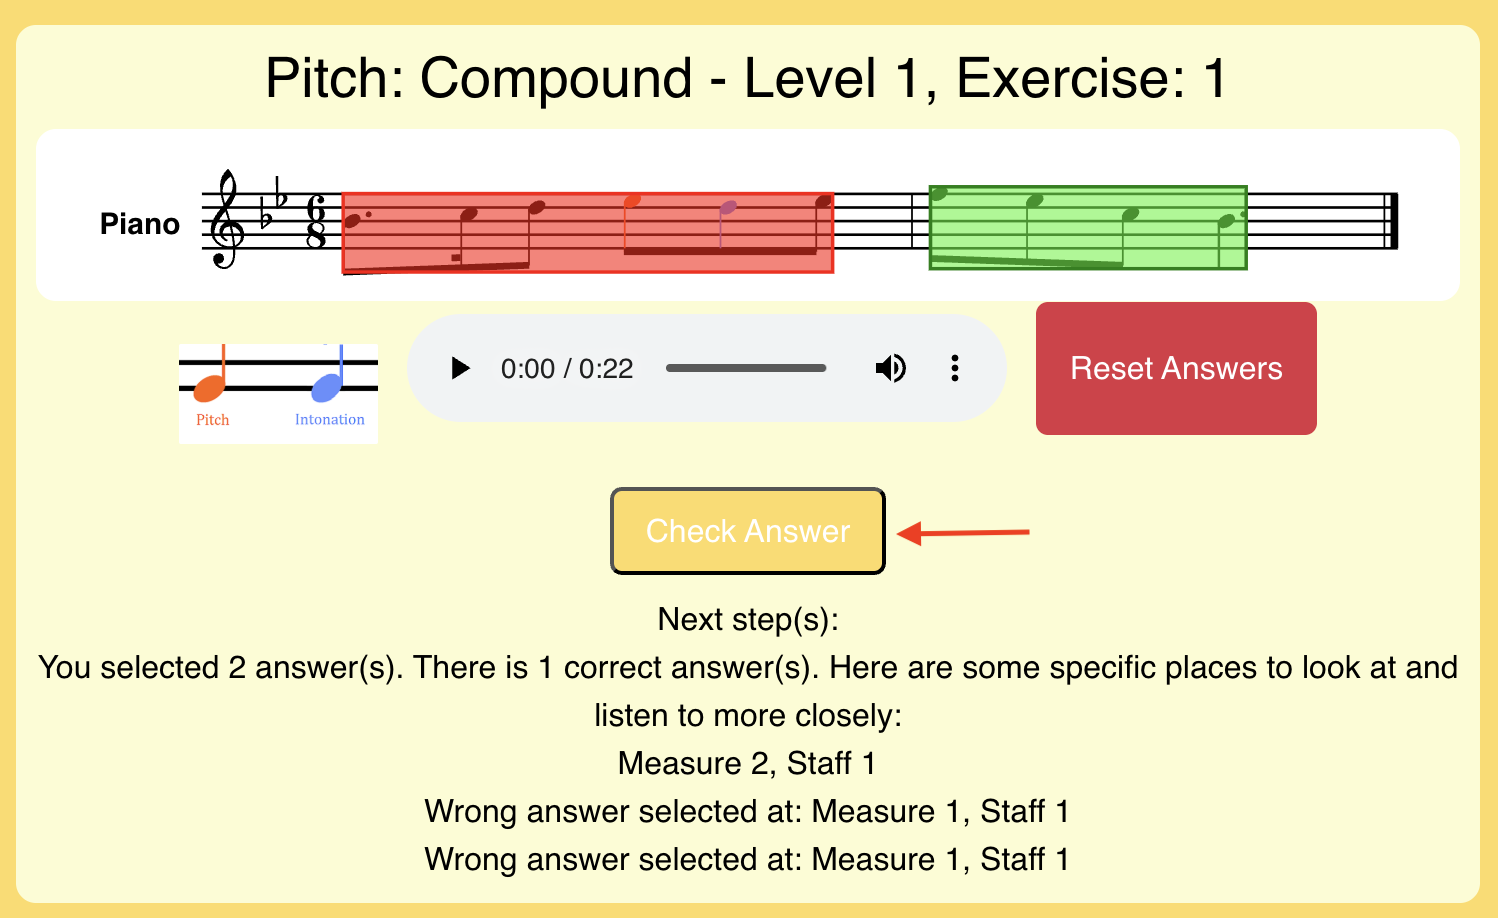 Pitch: Compound - Level 1, Exercise: 1
Piano
6
8
Pitch
Intonation
0:00 / 0:22
Reset Answers
Check Answer
Next step(s):
You selected 2 answer(s). There is 1 correct answer(s). Here are some specific places to look at and
listen to more closely:
Measure 2, Staff 1
Wrong answer selected at: Measure 1, Staff 1
Wrong answer selected at: Measure 1, Staff 1